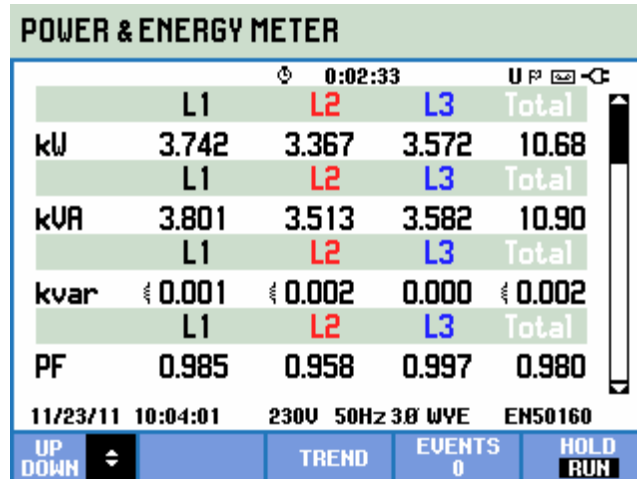 POWER & ENERGY METER
0:02:33 U
L1 L2 L3 Total
kW 3.742 3.367 3.572 10.68
L1 L2 L3 Total
kVA 3.801 3.513 3.582 10.90
L1 L2 L3 Total
kvar 0.001 0.002 0.000 0.002
L1 L2 L3 Total
PF 0.985 0.958 0.997 0.980
11/23/11 10:04:01 230V 50Hz 3Ø WYE EN50160
UP DOWN TREND EVENTS 0 HOLD RUN